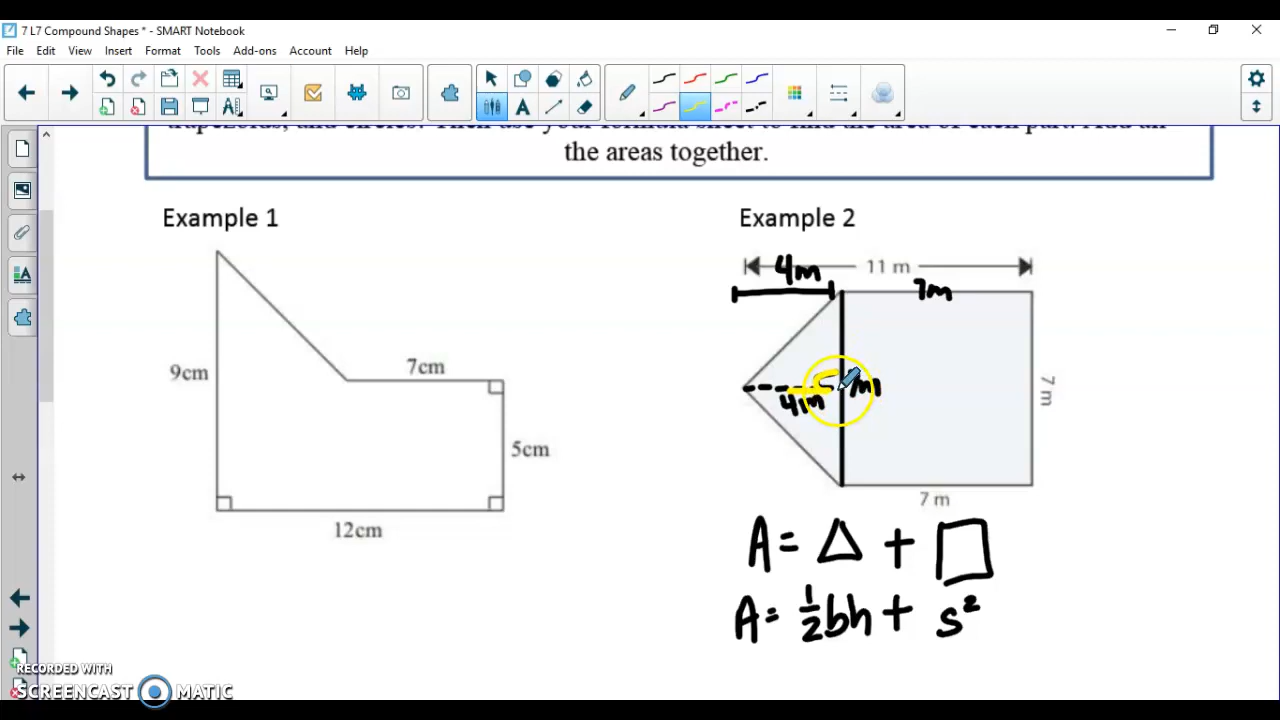 7 L7 Compound Shapes * - SMART Notebook
File Edit View Insert Format Tools Add-ons Account Help
the areas together.
Example 1
9cm
7cm
5cm
12cm
Example 2
4m
11 m
7m
4m
7m
7 m
7 m
A= △ + □
A= ½bh + s²
RECORDED WITH
SCREENCAST MATIC